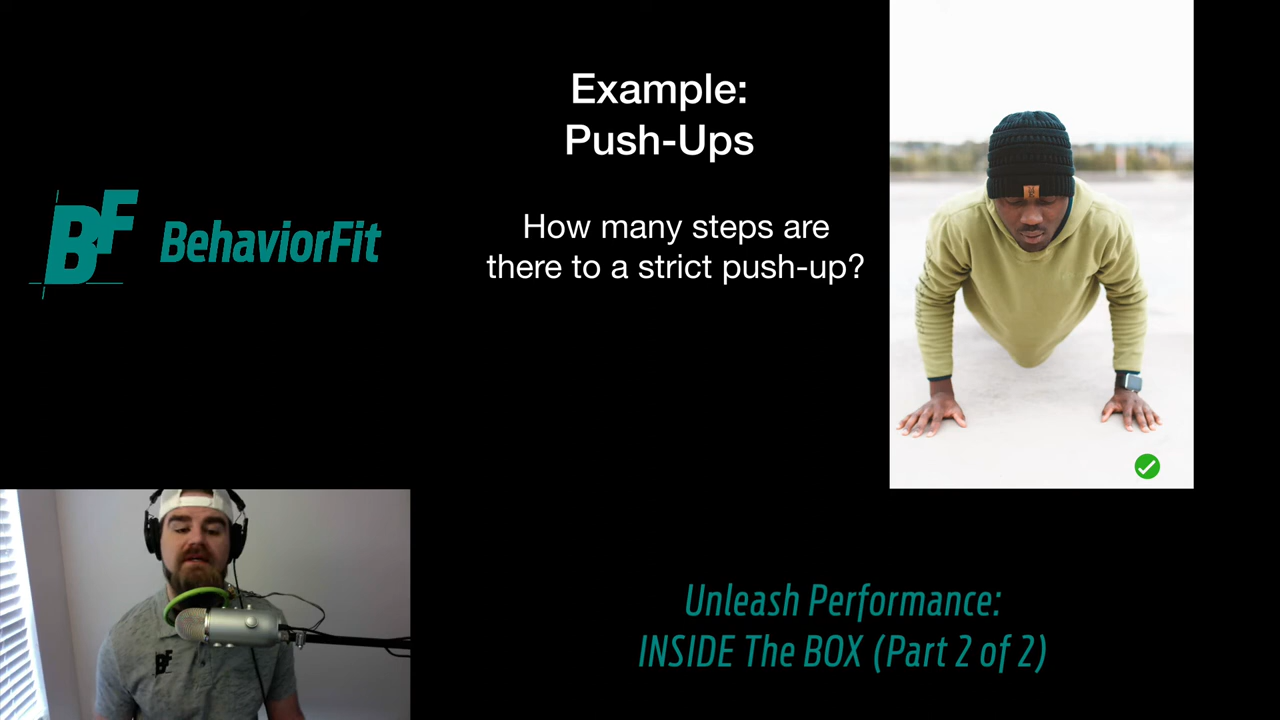 Example:
Push-Ups
How many steps are
there to a strict push-up?
BF BehaviorFit
BF
Unleash Performance:
INSIDE The BOX (Part 2 of 2)